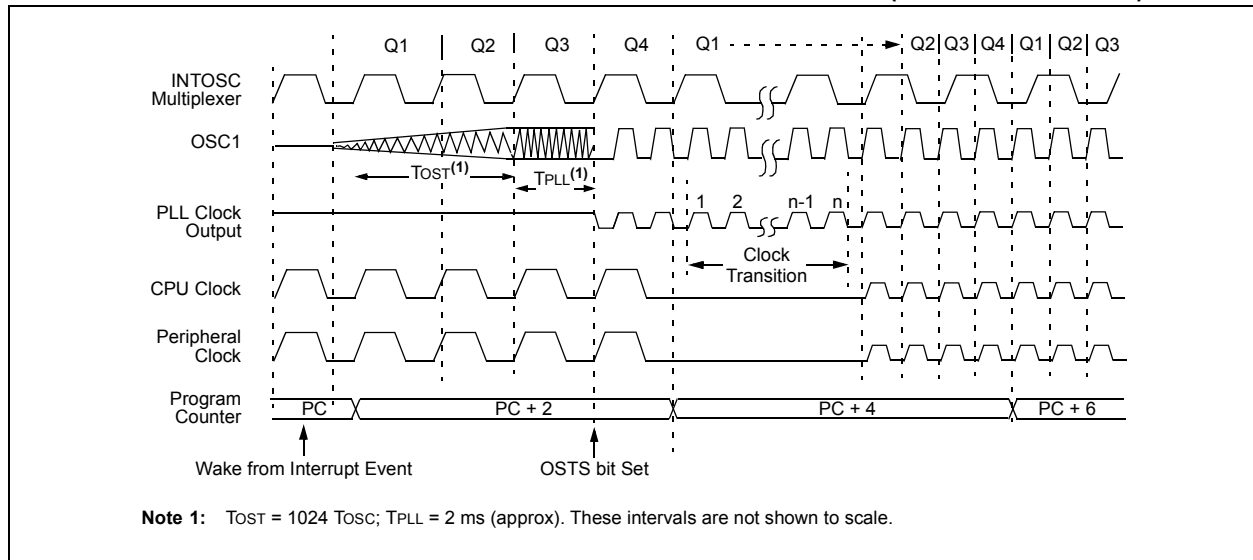 Q1 Q2 Q3 Q4 Q1 Q2 Q3 Q4 Q1 Q2 Q3
INTOSC
Multiplexer
OSC1
TOST(1)
TPLL(1)
1 2 n-1 n
PLL Clock
Output
Clock
Transition
CPU Clock
Peripheral
Clock
Program
Counter
PC PC + 2 PC + 4 PC + 6
Wake from Interrupt Event OSTS bit Set
Note 1: TOST = 1024 TOSC; TPLL = 2 ms (approx). These intervals are not shown to scale.